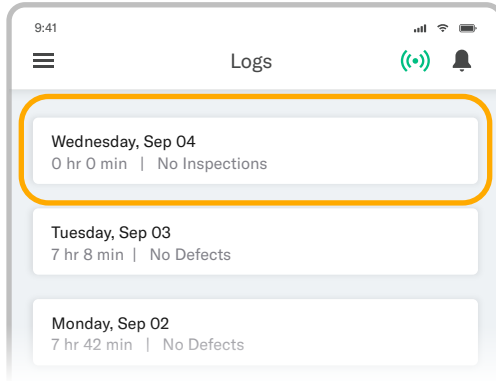 9:41
Logs
Wednesday, Sep 04
0 hr 0 min | No Inspections
Tuesday, Sep 03
7 hr 8 min | No Defects
Monday, Sep 02
7 hr 42 min | No Defects